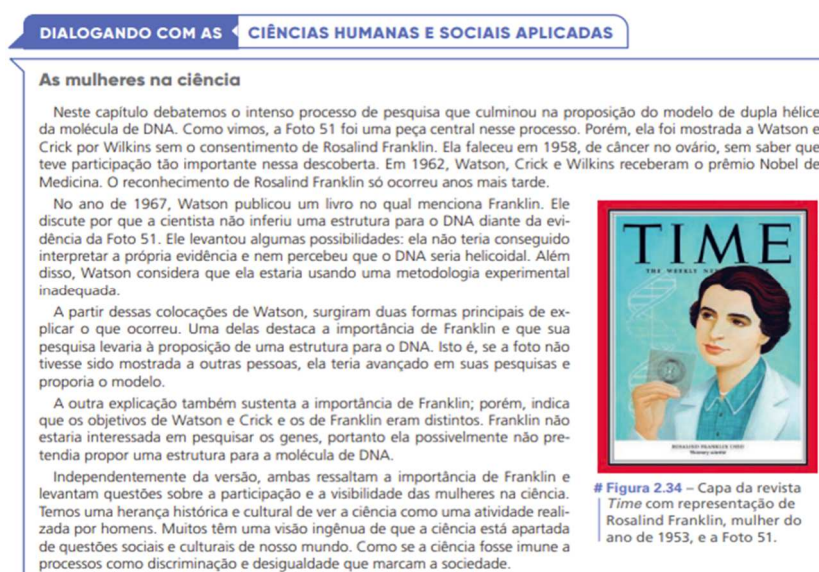 DIALOGANDO COM AS CIÊNCIAS HUMANAS E SOCIAIS APLICADAS
As mulheres na ciência
Neste capítulo debatemos o intenso processo de pesquisa que culminou na proposição do modelo de dupla hélice
da molécula de DNA. Como vimos, a Foto 51 foi uma peça central nesse processo. Porém, ela foi mostrada a Watson e
Crick por Wilkins sem o consentimento de Rosalind Franklin. Ela faleceu em 1958, de câncer no ovário, sem saber que
teve participação tão importante nessa descoberta. Em 1962, Watson, Crick e Wilkins receberam o prêmio Nobel de
Medicina. O reconhecimento de Rosalind Franklin só ocorreu anos mais tarde.
No ano de 1967, Watson publicou um livro no qual menciona Franklin. Ele
discute por que a cientista não inferiu uma estrutura para o DNA diante da evi-
dência da Foto 51. Ele levantou algumas possibilidades: ela não teria conseguido
interpretar a própria evidência e nem percebeu que o DNA seria helicoidal. Além
disso, Watson considera que ela estaria usando uma metodologia experimental
inadequada.
A partir dessas colocações de Watson, surgiram duas formas principais de ex-
plicar o que ocorreu. Uma delas destaca a importância de Franklin e que sua
pesquisa levaria à proposição de uma estrutura para o DNA. Isto é, se a foto não
tivesse sido mostrada a outras pessoas, ela teria avançado em suas pesquisas e
proporia o modelo.
A outra explicação também sustenta a importância de Franklin; porém, indica
que os objetivos de Watson e Crick e os de Franklin eram distintos. Franklin não
estaria interessada em pesquisar os genes, portanto ela possivelmente não pre-
tendia propor uma estrutura para a molécula de DNA.
Independentemente da versão, ambas ressaltam a importância de Franklin e
levantam questões sobre a participação e a visibilidade das mulheres na ciência.
Temos uma herança histórica e cultural de ver a ciência como uma atividade reali-
zada por homens. Muitos têm uma visão ingênua de que a ciência está apartada
de questões sociais e culturais de nosso mundo. Como se a ciência fosse imune a
processos como discriminação e desigualdade que marcam a sociedade.
TIME
THE WEEKLY
ROSALIND FRANKLIN
# Figura 2.34 – Capa da revista
Time com representação de
Rosalind Franklin, mulher do
ano de 1953, e a Foto 51.